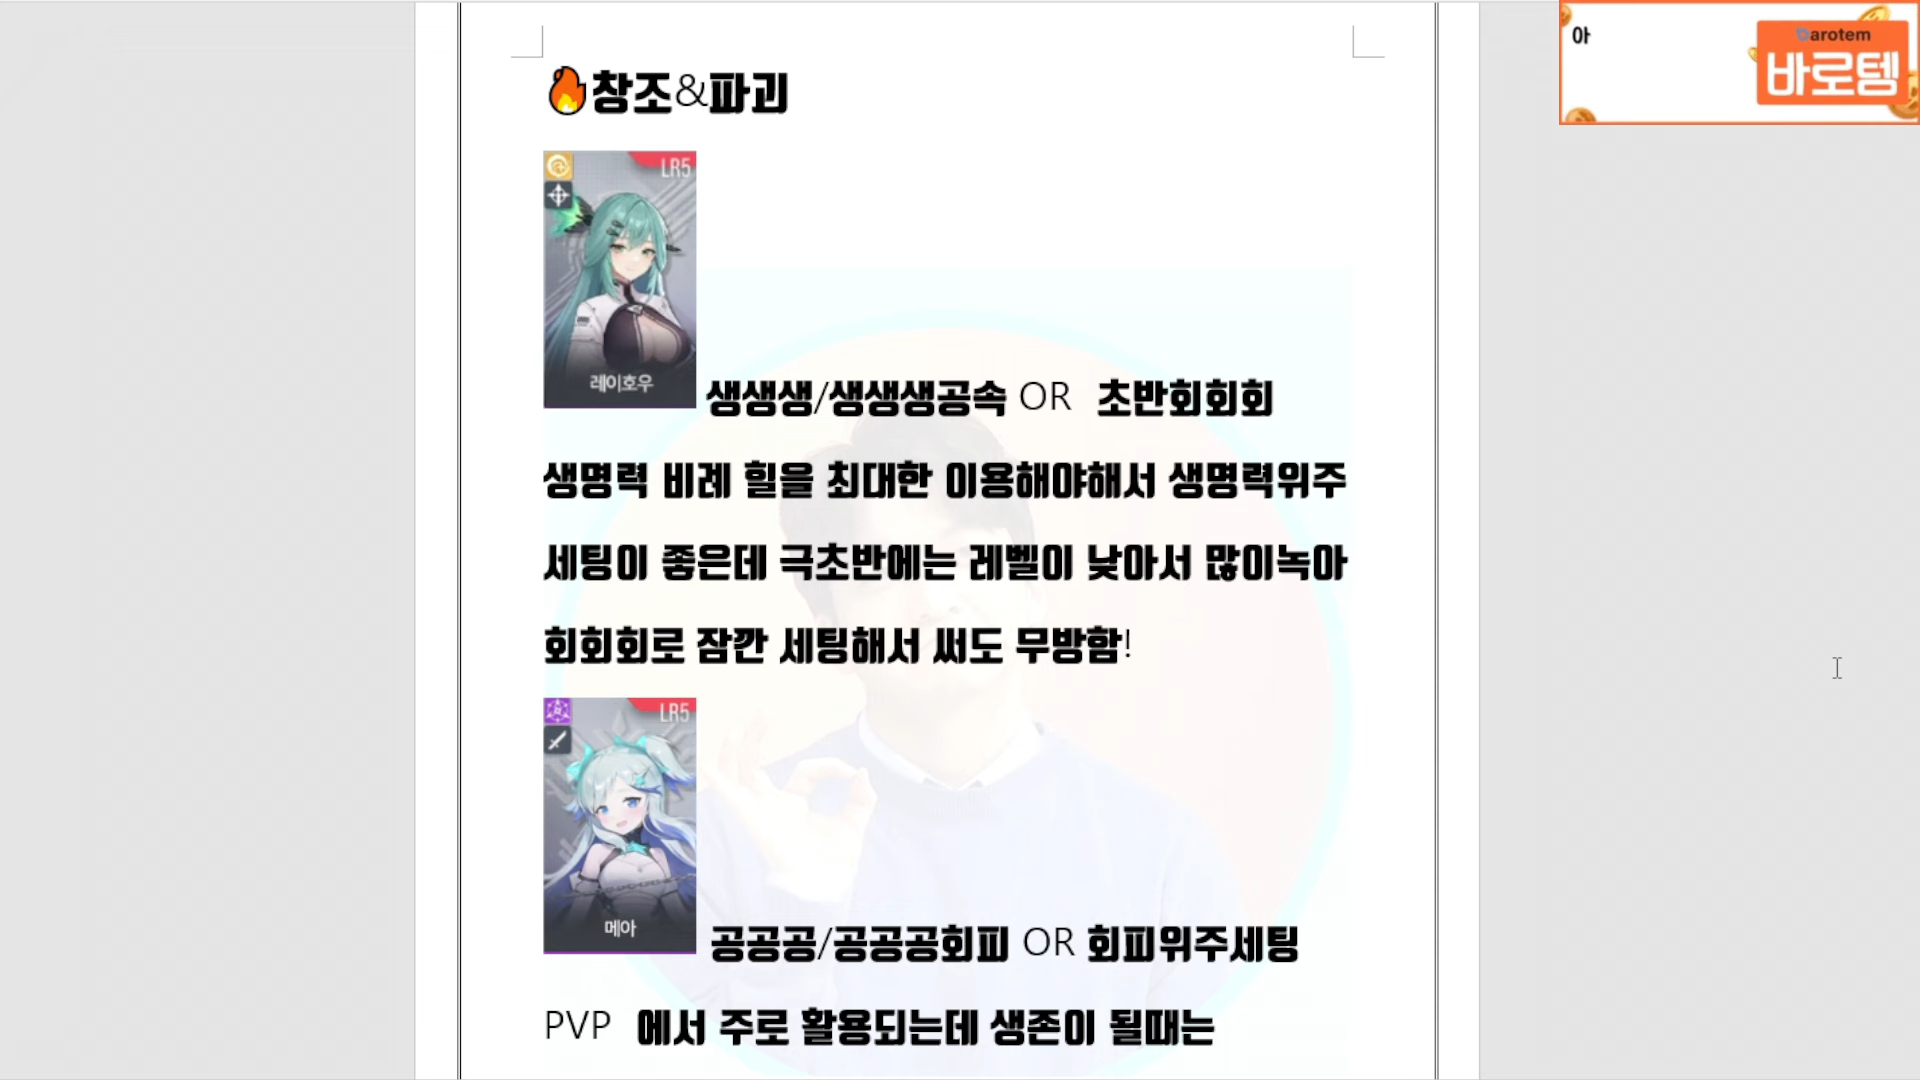 🔥창조&파괴
LR5
레이호우
생생생/생생생공속 OR 초반회회회
생명력 비례 힐을 최대한 이용해야해서 생명력위주
세팅이 좋은데 극초반에는 레벨이 낮아서 많이녹아
회회회로 잠깐 세팅해서 써도 무방함!
LR5
메아
공공공/공공공회피 OR 회피위주세팅
PVP 에서 주로 활용되는데 생존이 될때는
아
Barotem
바로템